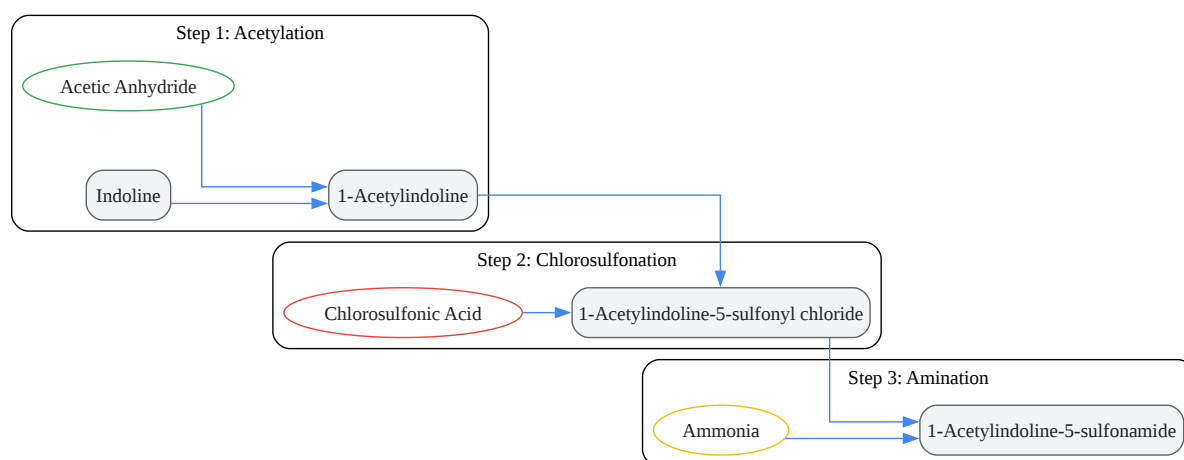 Step 1: Acetylation
Acetic Anhydride
Indoline
1-Acetylindoline
Step 2: Chlorosulfonation
Chlorosulfonic Acid
1-Acetylindoline-5-sulfonyl chloride
Step 3: Amination
Ammonia
1-Acetylindoline-5-sulfonamide